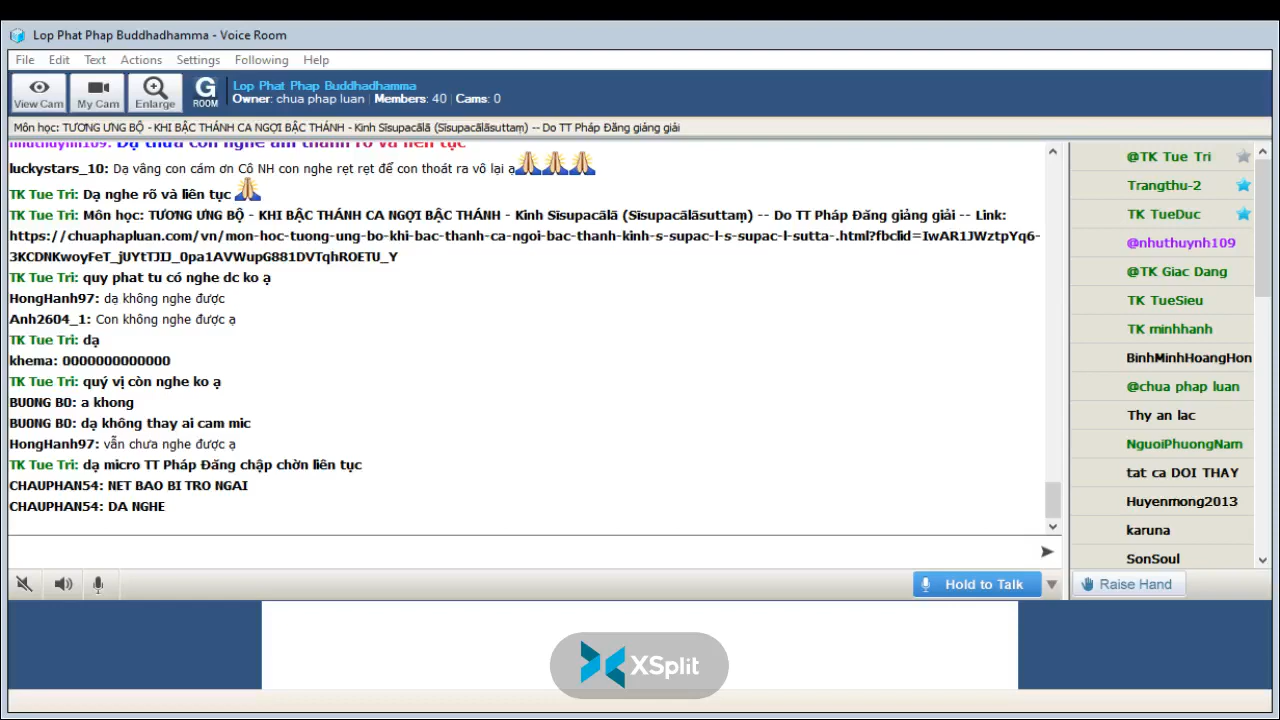 Lop Phat Phap Buddhadhamma - Voice Room
File Edit Text Actions Settings Following Help
View Cam My Cam Enlarge G ROOM
Lop Phat Phap Buddhadhamma
Owner: chua phap luan | Members: 40 | Cams: 0
Môn học: TƯƠNG ƯNG BỘ - KHI BẬC THÁNH CA NGỢI BẬC THÁNH - Kinh Sīsupacālā (Sīsupacālāsuttaṃ) -- Do TT Pháp Đăng giảng giải
nhuthuynh109: Dạ thưa con nghe âm thanh rõ và liên tục
luckystars_10: Dạ vâng con cám ơn Cô NH con nghe rẹt rẹt để con thoát ra vô lại ạ
TK Tue Tri: Dạ nghe rõ và liên tục
TK Tue Tri: Môn học: TƯƠNG ƯNG BỘ - KHI BẬC THÁNH CA NGỢI BẬC THÁNH - Kinh Sīsupacālā (Sīsupacālāsuttaṃ) -- Do TT Pháp Đăng giảng giải -- Link:
https://chuaphapluan.com/vn/mon-hoc-tuong-ung-bo-khi-bac-thanh-ca-ngoi-bac-thanh-kinh-s-supac-l-s-supac-l-sutta-.html?fbclid=IwAR1JWztpYq6-
3KCDNKwoyFeT_jUYtTJIJ_0pa1AVWupG881DVTqhROETU_Y
TK Tue Tri: quy phat tu có nghe dc ko ạ
HongHanh97: dạ không nghe được
Anh2604_1: Con không nghe được ạ
TK Tue Tri: dạ
khema: 0000000000000
TK Tue Tri: quý vị còn nghe ko ạ
BUONG BO: a khong
BUONG BO: dạ không thay ai cam mic
HongHanh97: vẫn chưa nghe được ạ
TK Tue Tri: dạ micro TT Pháp Đăng chập chờn liên tục
CHAUPHAN54: NET BAO BI TRO NGAI
CHAUPHAN54: DA NGHE
@TK Tue Tri
Trangthu-2
TK TueDuc
@nhuthuynh109
@TK Giac Dang
TK TueSieu
TK minhhanh
BinhMinhHoangHon
@chua phap luan
Thy an lac
NguoiPhuongNam
tat ca DOI THAY
Huyenmong2013
karuna
SonSoul
Hold to Talk
Raise Hand
XSplit